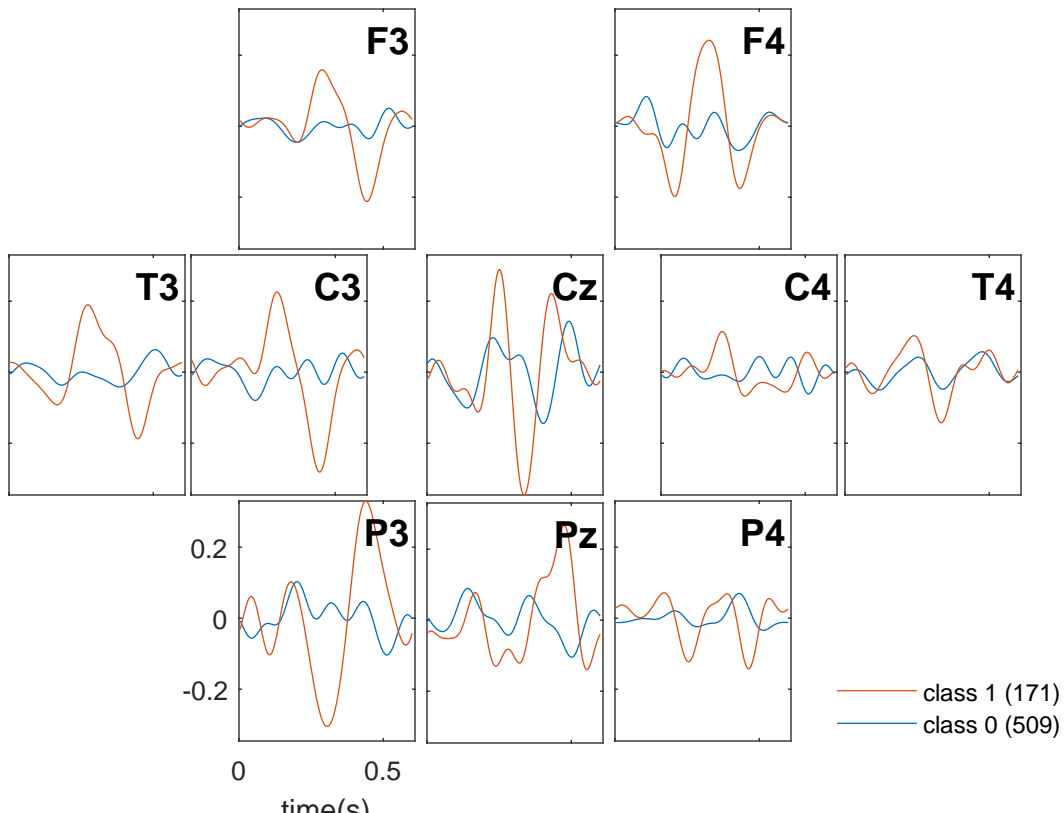 F3
F4
T3
C3
Cz
C4
T4
P3
Pz
P4
0.2
0
-0.2
class 1 (171)
class 0 (509)
0
0.5
time(s)